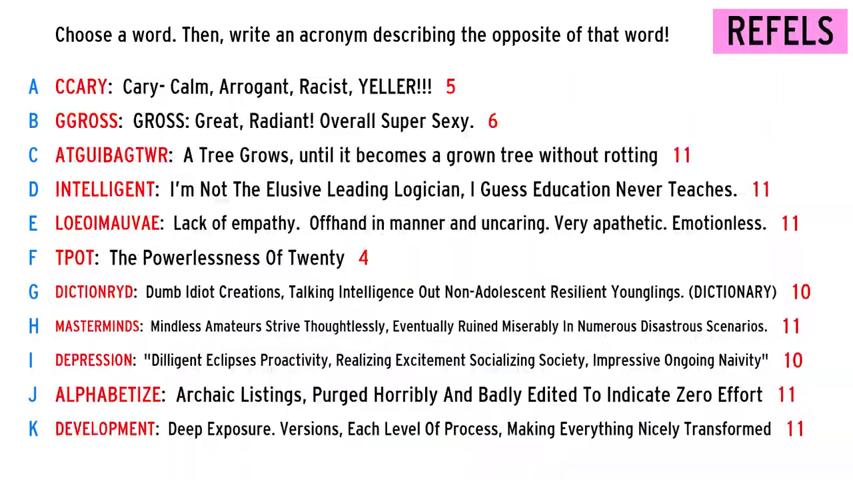 Choose a word. Then, write an acronym describing the opposite of that word!
REFELS
A CCARY: Cary- Calm, Arrogant, Racist, YELLER!!! 5
B GGROSS: GROSS: Great, Radiant! Overall Super Sexy. 6
C ATGUIBAGTWR: A Tree Grows, until it becomes a grown tree without rotting 11
D INTELLIGENT: I'm Not The Elusive Leading Logician, I Guess Education Never Teaches. 11
E LOEOIMAUVAE: Lack of empathy. Offhand in manner and uncaring. Very apathetic. Emotionless. 11
F TPOT: The Powerlessness Of Twenty 4
G DICTIONRYD: Dumb Idiot Creations, Talking Intelligence Out Non-Adolescent Resilient Younglings. (DICTIONARY) 10
H MASTERMINDS: Mindless Amateurs Strive Thoughtlessly, Eventually Ruined Miserably In Numerous Disastrous Scenarios. 11
I DEPRESSION: "Dilligent Eclipses Proactivity, Realizing Excitement Socializing Society, Impressive Ongoing Naivity" 10
J ALPHABETIZE: Archaic Listings, Purged Horribly And Badly Edited To Indicate Zero Effort 11
K DEVELOPMENT: Deep Exposure. Versions, Each Level Of Process, Making Everything Nicely Transformed 11